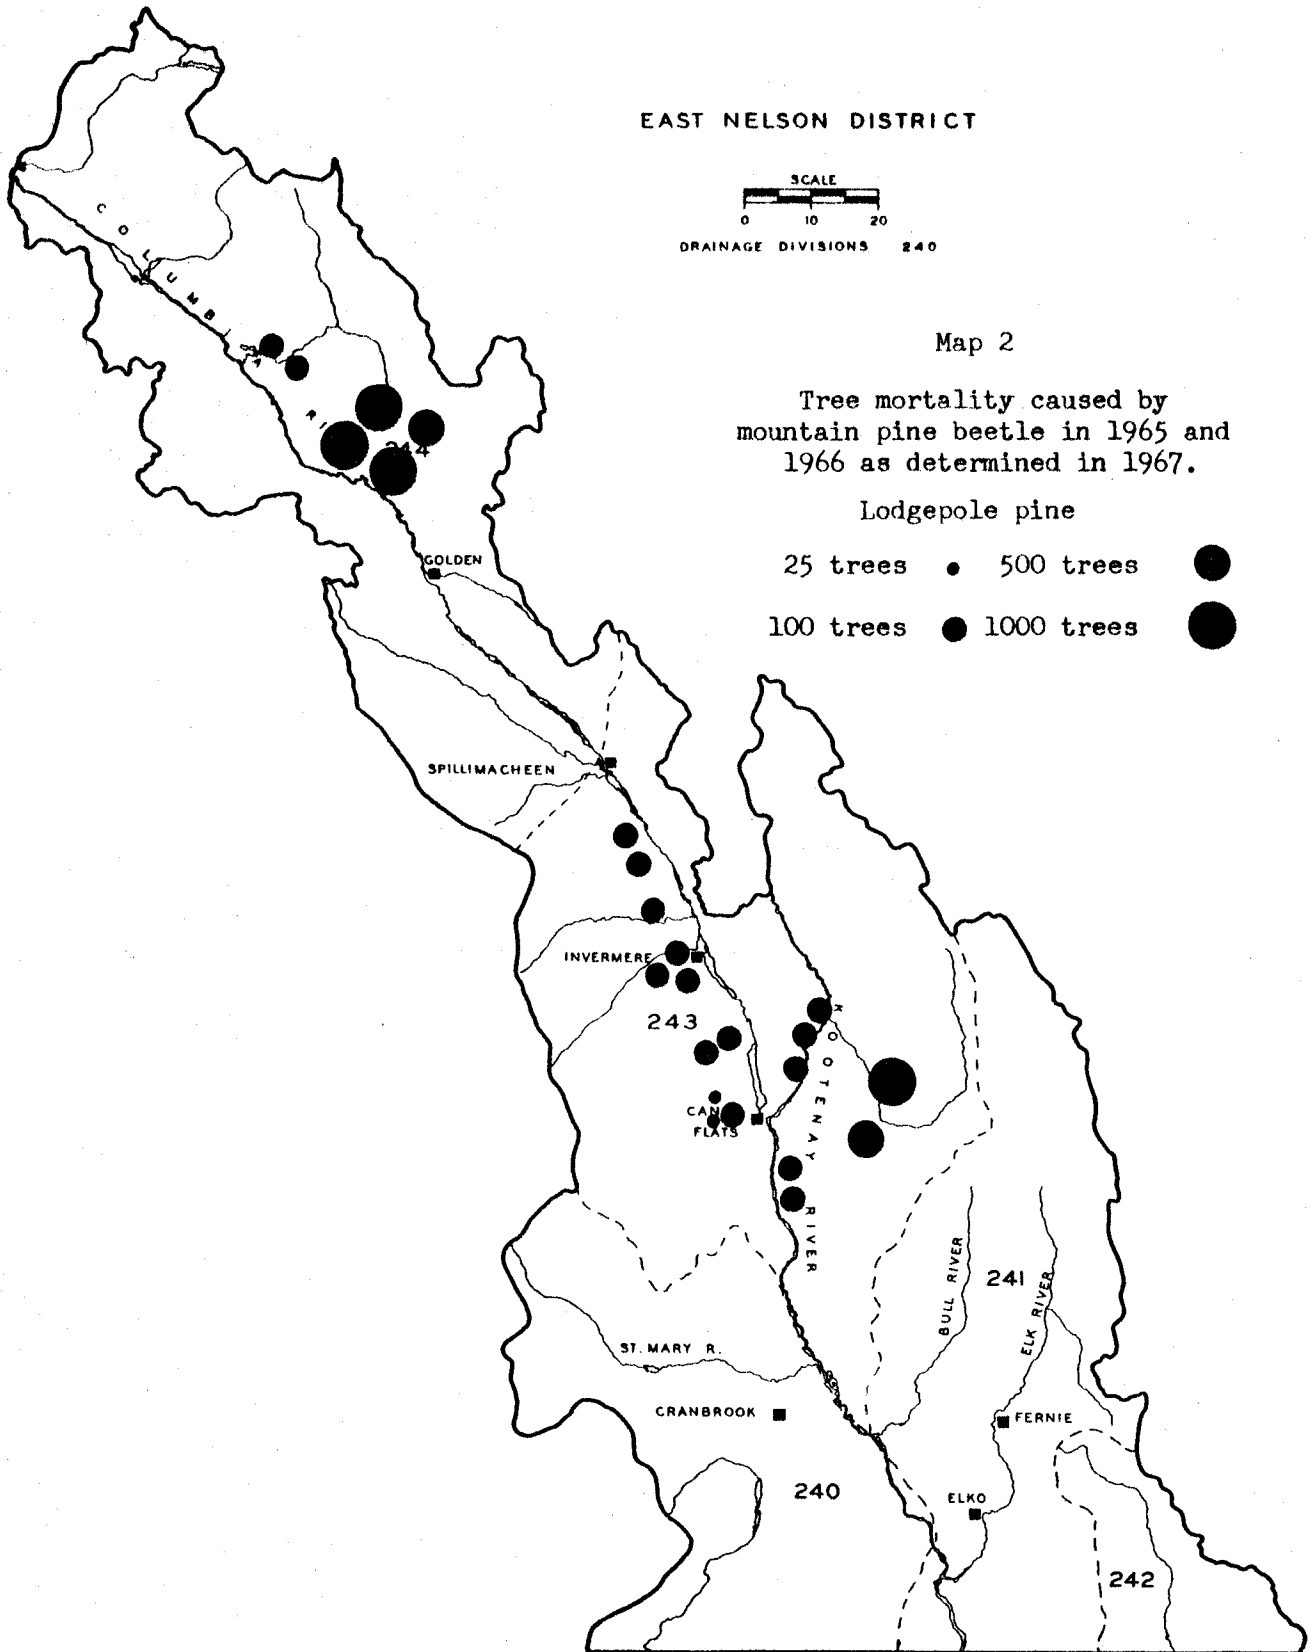 EAST NELSON DISTRICT
SCALE
0 10 20
DRAINAGE DIVISIONS 240
Map 2
Tree mortality caused by
mountain pine beetle in 1965 and
1966 as determined in 1967.
Lodgepole pine
25 trees 500 trees
100 trees 1000 trees
COLUMBIA
RI
244
GOLDEN
SPILLIMACHEEN
INVERMERE
243
KOOTENAY RIVER
CAN
FLATS
BULL RIVER
241
ELK RIVER
ST. MARY R.
CRANBROOK
FERNIE
240
ELKO
242